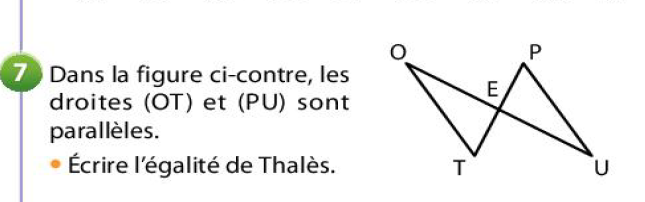 7 Dans la figure ci-contre, les
droites (OT) et (PU) sont
parallèles.
• Écrire l'égalité de Thalès.
O
P
E
T
U